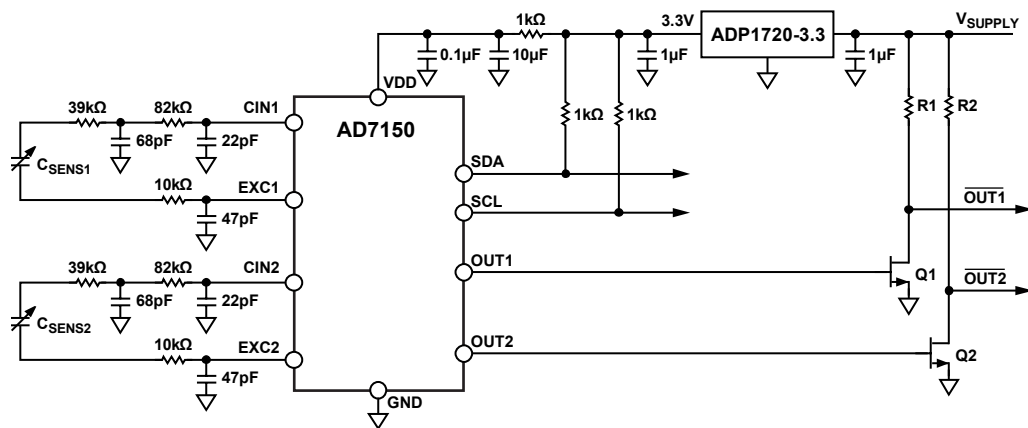 1kΩ
3.3V
ADP1720-3.3
VSUPPLY
0.1µF
10µF
1µF
1µF
VDD
R1
R2
39kΩ
82kΩ
CIN1
AD7150
1kΩ
1kΩ
68pF
22pF
CSENS1
SDA
10kΩ
EXC1
SCL
OUT1
47pF
39kΩ
82kΩ
CIN2
OUT1
Q1
OUT2
68pF
22pF
CSENS2
10kΩ
EXC2
OUT2
Q2
47pF
GND